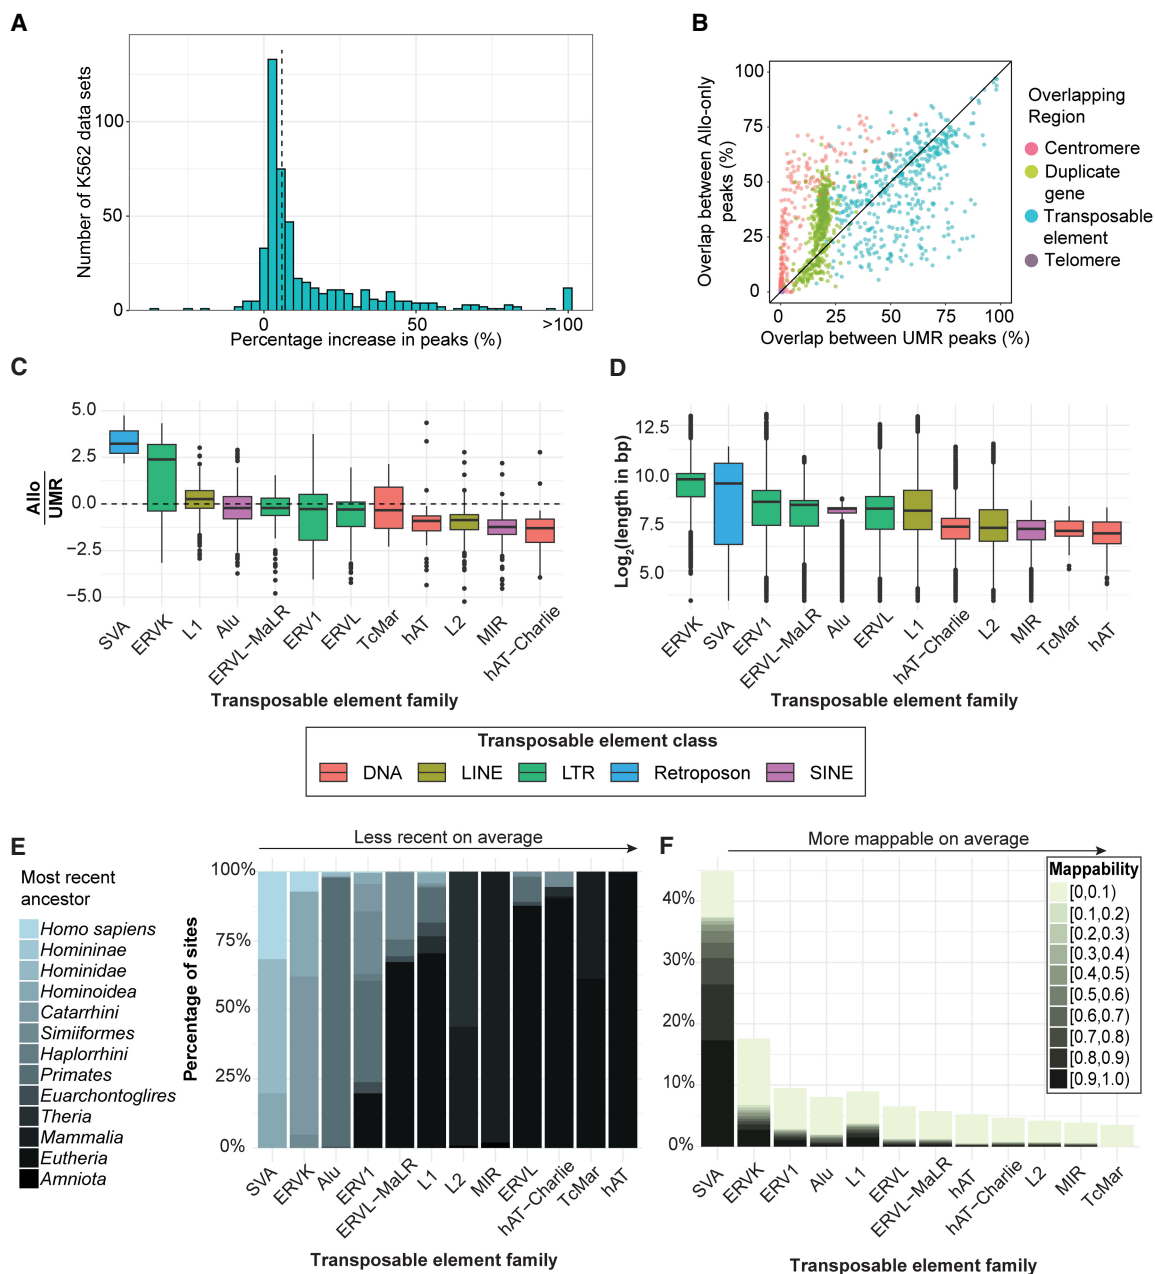 A
Number of K562 data sets
100
50
0
0
50
>100
Percentage increase in peaks (%)
B
Overlap between Allo-only
peaks (%)
100
75
50
25
0
0
25
50
75
100
Overlap between UMR peaks (%)
Overlapping
Region
Centromere
Duplicate
gene
Transposable
element
Telomere
C
Allo
UMR
5.0
2.5
0.0
−2.5
−5.0
SVA
ERVK
L1
Alu
ERVL−MaLR
ERV1
ERVL
TcMar
hAT
L2
MIR
hAT−Charlie
Transposable element family
D
Log2(length in bp)
12.5
10.0
7.5
5.0
ERVK
SVA
ERV1
ERVL−MaLR
Alu
ERVL
L1
hAT−Charlie
L2
MIR
TcMar
hAT
Transposable element family
Transposable element class
DNA
LINE
LTR
Retroposon
SINE
E
Less recent on average
Most recent
ancestor
Homo sapiens
Homininae
Hominidae
Hominoidea
Catarrhini
Simiiformes
Haplorrhini
Primates
Euarchontoglires
Theria
Mammalia
Eutheria
Amniota
Percentage of sites
100%
75%
50%
25%
0%
SVA
ERVK
Alu
ERV1
ERVL−MaLR
L1
L2
MIR
ERVL
hAT−Charlie
TcMar
hAT
Transposable element family
F
More mappable on average
40%
30%
20%
10%
0%
Mappability
[0,0.1)
[0.1,0.2)
[0.2,0.3)
[0.3,0.4)
[0.4,0.5)
[0.5,0.6)
[0.6,0.7)
[0.7,0.8)
[0.8,0.9)
[0.9,1.0)
SVA
ERVK
ERV1
Alu
L1
ERVL
ERVL−MaLR
hAT
hAT−Charlie
L2
MIR
TcMar
Transposable element family